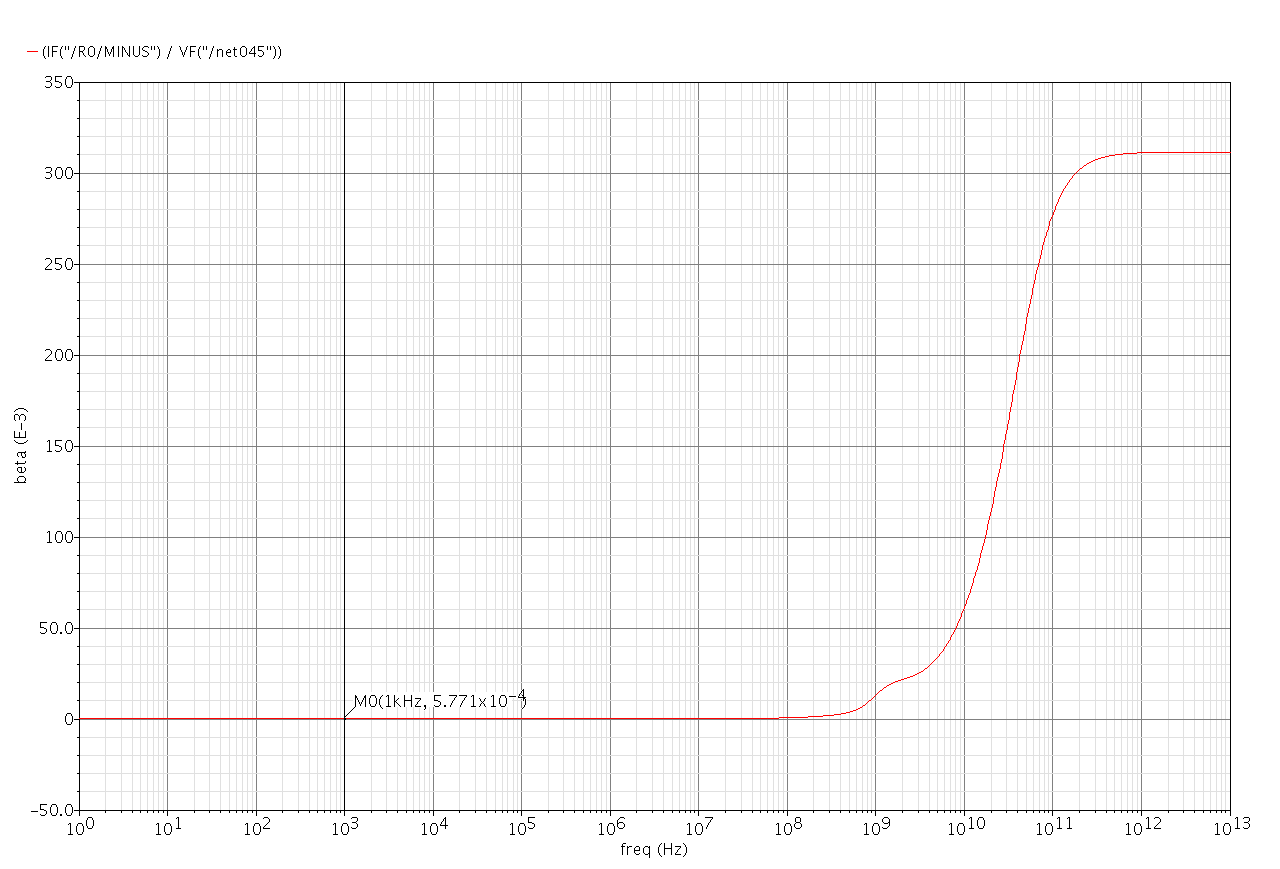 (IF("/R0/MINUS") / VF("/net045"))
350
300
250
200
150
100
50.0
0
-50.0
beta (E-3)
M0(1kHz, 5.771x10⁻⁴)
10⁰ 10¹ 10² 10³ 10⁴ 10⁵ 10⁶ 10⁷ 10⁸ 10⁹ 10¹⁰ 10¹¹ 10¹² 10¹³
freq (Hz)